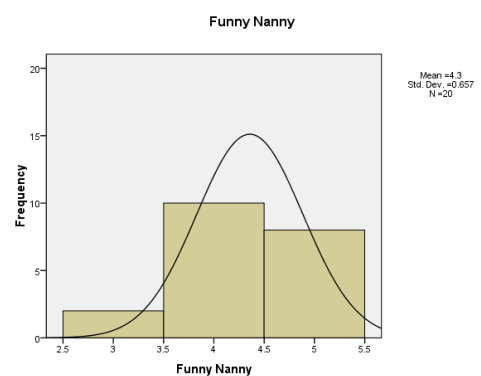 Funny Nanny
Mean =4.3
Std. Dev. =0.657
N =20
20
15
10
5
0
Frequency
2.5 3 3.5 4 4.5 5 5.5
Funny Nanny